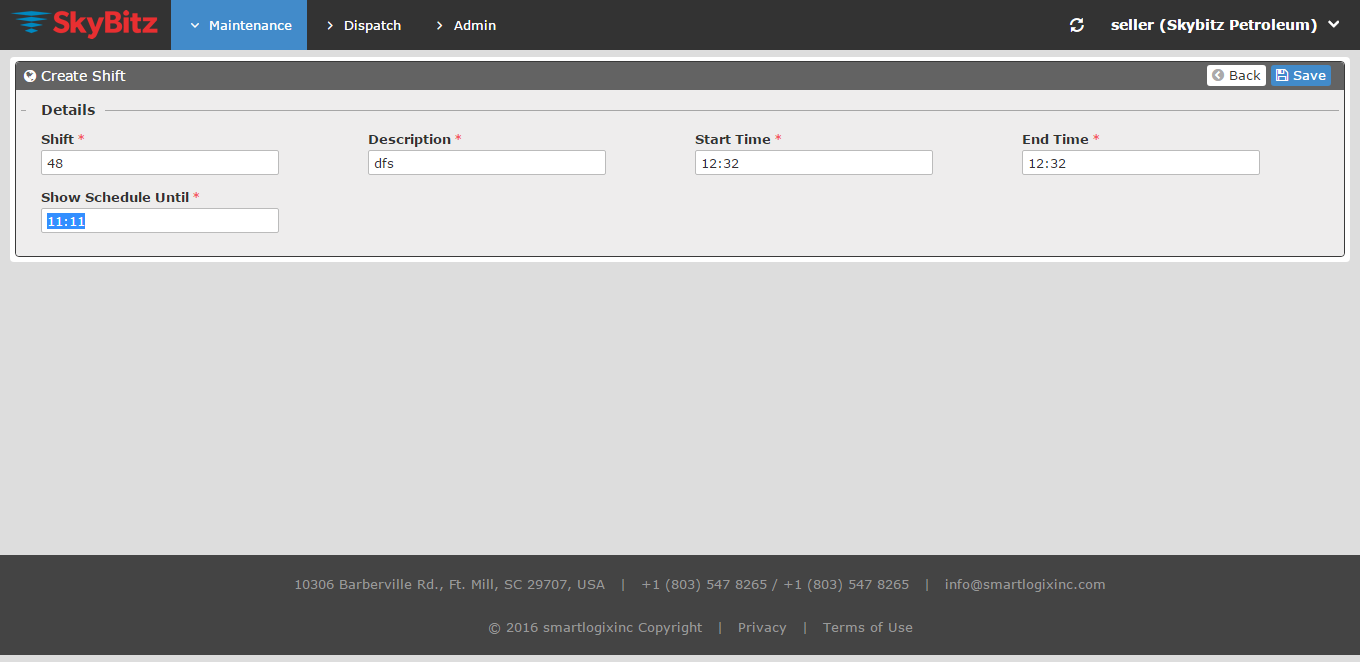 SkyBitz Maintenance Dispatch Admin seller (Skybitz Petroleum)
Create Shift Back Save
Details
Shift * Description * Start Time * End Time *
48 dfs 12:32 12:32
Show Schedule Until *
11:11
10306 Barberville Rd., Ft. Mill, SC 29707, USA | +1 (803) 547 8265 / +1 (803) 547 8265 | info@smartlogixinc.com
© 2016 smartlogixinc Copyright | Privacy | Terms of Use